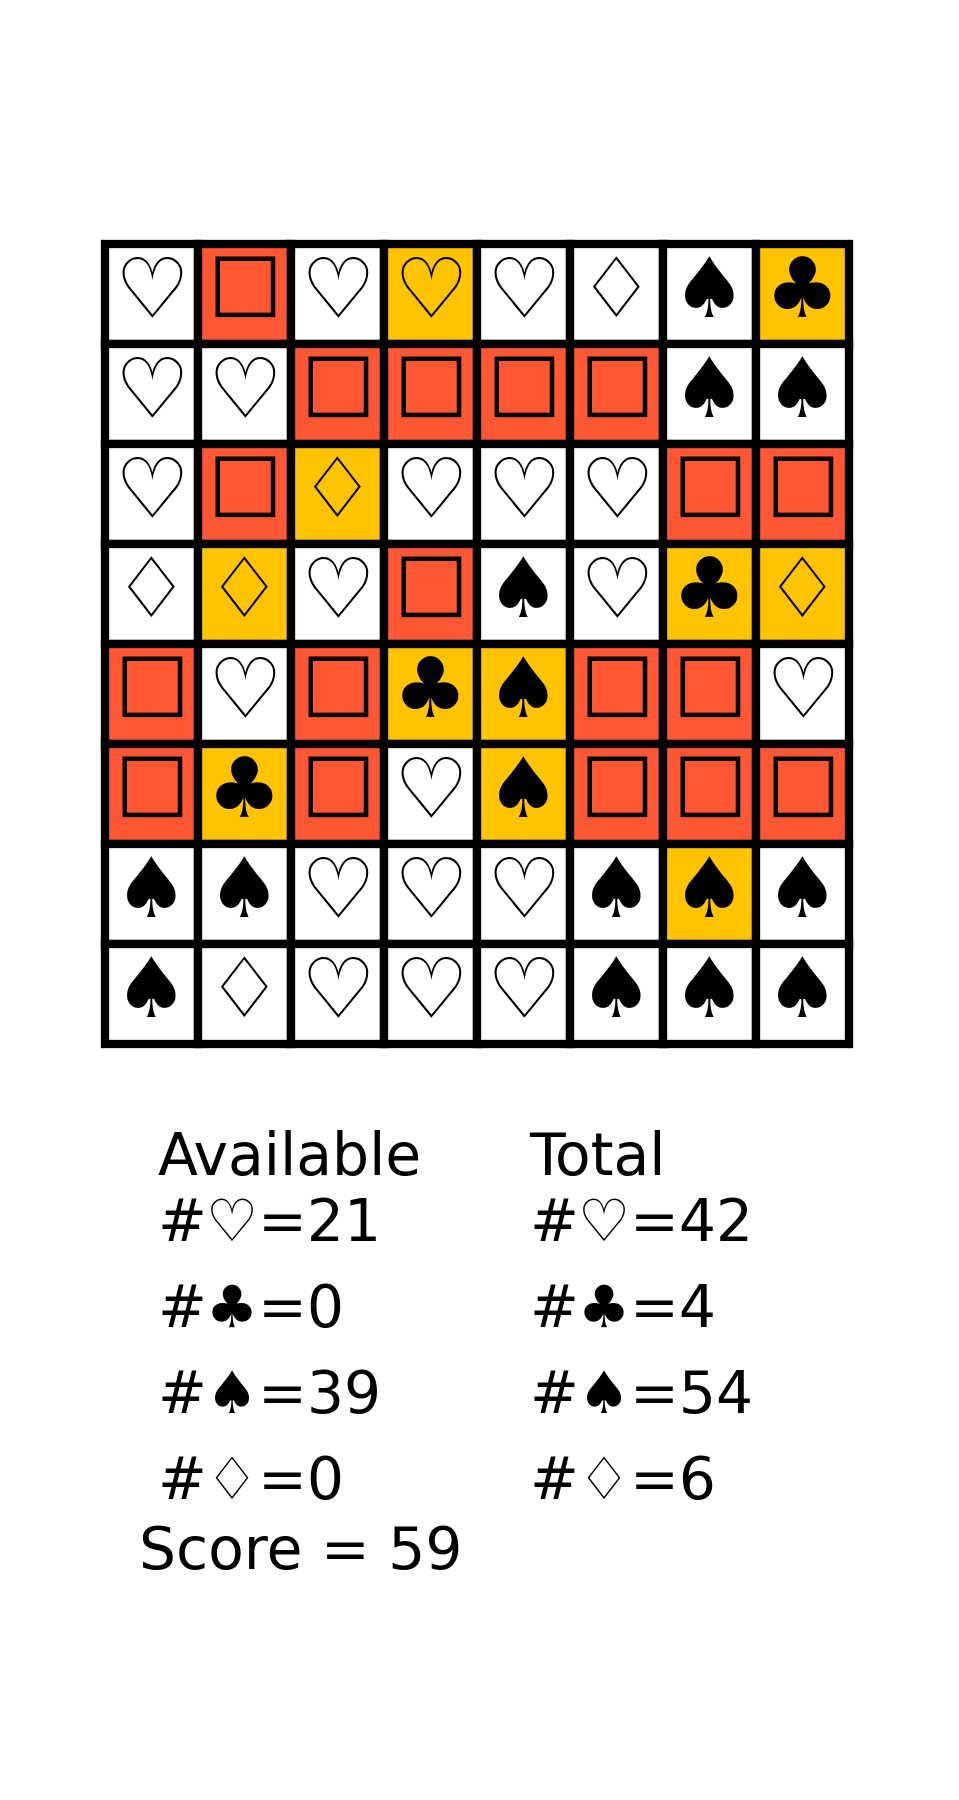 ♡ □ ♡ ♡ ♡ ♢ ♠ ♣
♡ ♡ □ □ □ □ ♠ ♠
♡ □ ♢ ♡ ♡ ♡ □ □
♢ ♢ ♡ □ ♠ ♡ ♣ ♢
□ ♡ □ ♣ ♠ □ □ ♡
□ ♣ □ ♡ ♠ □ □ □
♠ ♠ ♡ ♡ ♡ ♠ ♠ ♠
♠ ♢ ♡ ♡ ♡ ♠ ♠ ♠
Available Total
#♡=21 #♡=42
#♣=0 #♣=4
#♠=39 #♠=54
#♢=0 #♢=6
Score = 59